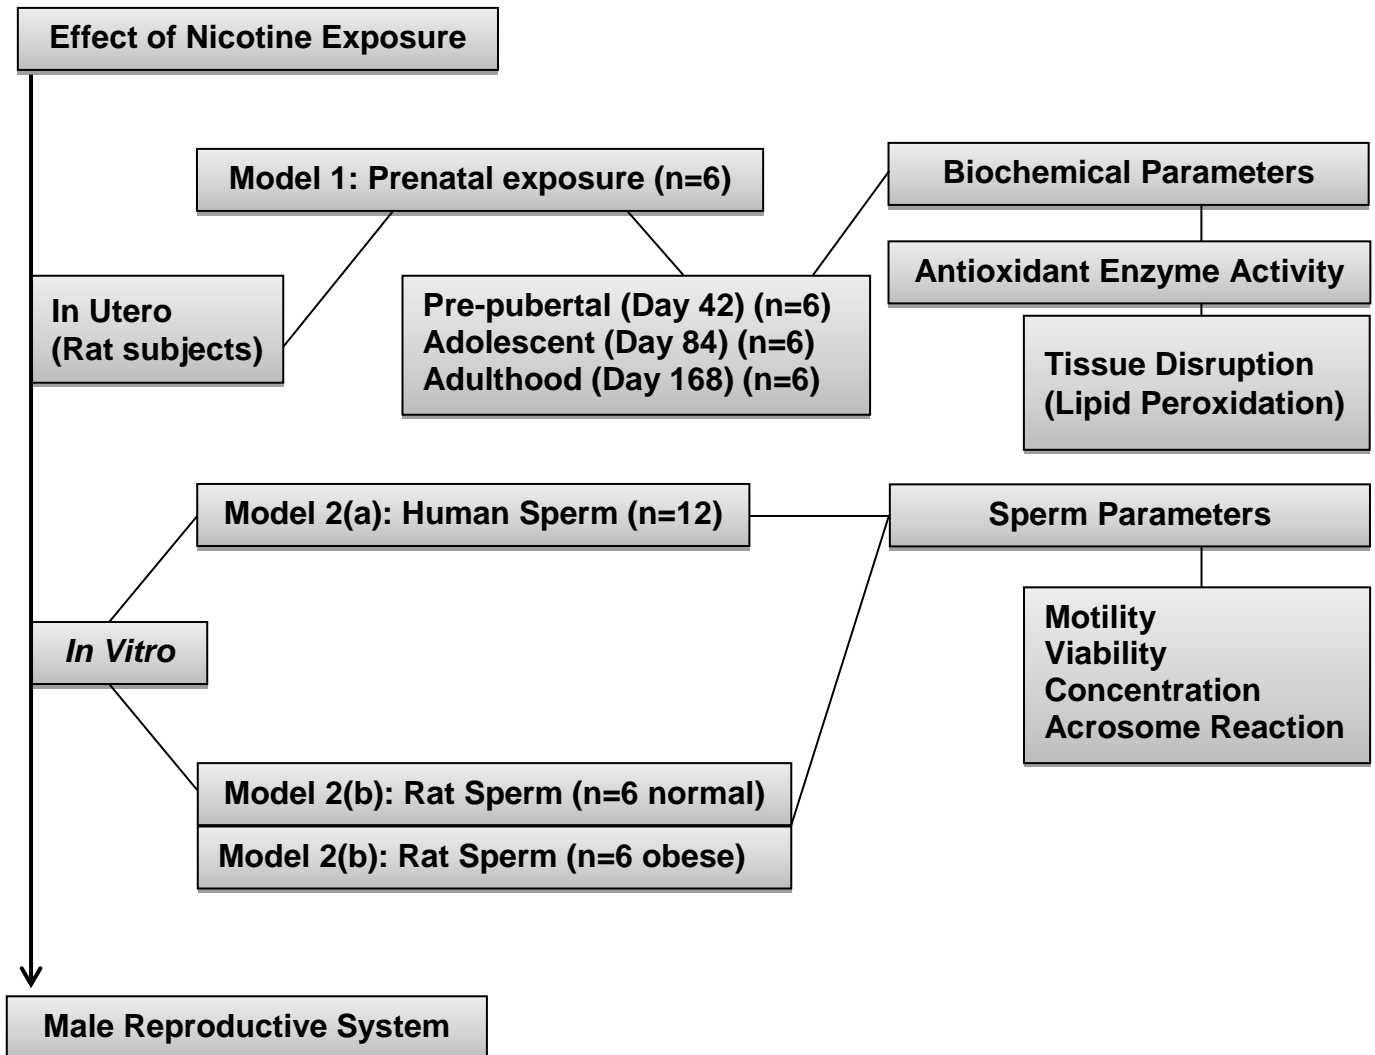 Effect of Nicotine Exposure
Model 1: Prenatal exposure (n=6)
Biochemical Parameters
Antioxidant Enzyme Activity
In Utero
(Rat subjects)
Pre-pubertal (Day 42) (n=6)
Adolescent (Day 84) (n=6)
Adulthood (Day 168) (n=6)
Tissue Disruption
(Lipid Peroxidation)
Model 2(a): Human Sperm (n=12)
Sperm Parameters
Motility
Viability
Concentration
Acrosome Reaction
In Vitro
Model 2(b): Rat Sperm (n=6 normal)
Model 2(b): Rat Sperm (n=6 obese)
Male Reproductive System